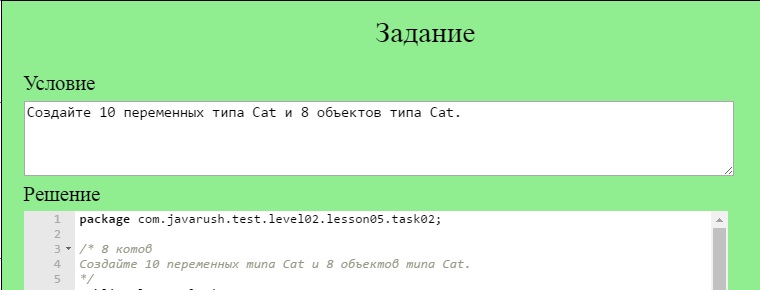 Задание
Условие
Создайте 10 переменных типа Cat и 8 объектов типа Cat.
Решение
1 package com.javarush.test.level02.lesson05.task02;
2
3 /* 8 котов
4 Создайте 10 переменных типа Cat и 8 объектов типа Cat.
5 */